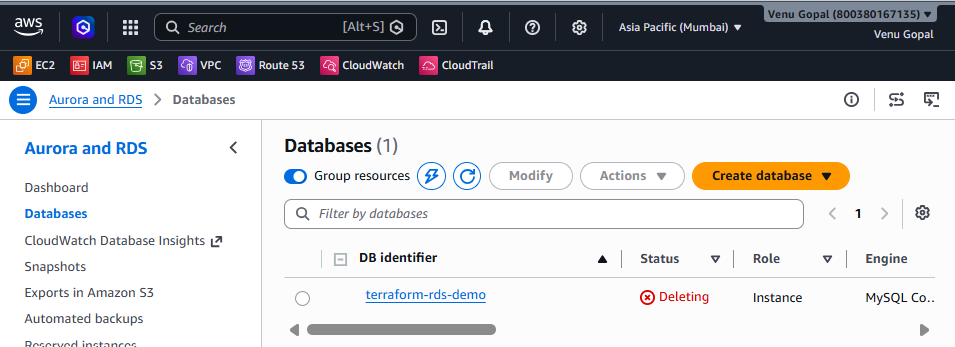 Venu Gopal (800380167135)
aws
Search [Alt+S] Asia Pacific (Mumbai) Venu Gopal
EC2 IAM S3 VPC Route 53 CloudWatch CloudTrail
Aurora and RDS Databases
Aurora and RDS
Dashboard
Databases
CloudWatch Database Insights
Snapshots
Exports in Amazon S3
Automated backups
Reserved instances
Databases (1)
Group resources Modify Actions Create database
Filter by databases 1
DB identifier Status Role Engine
terraform-rds-demo Deleting Instance MySQL Co..